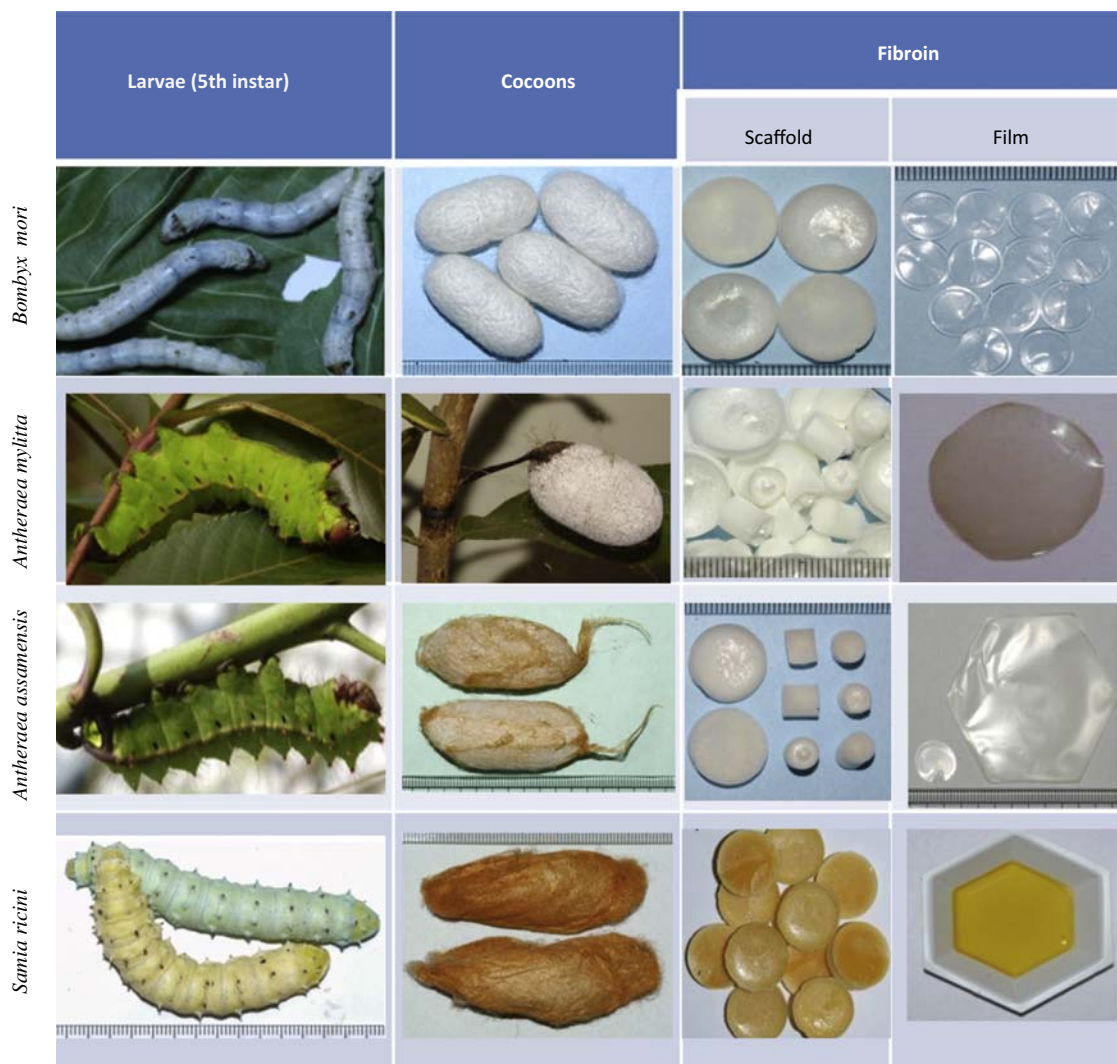 Larvae (5th instar)
Cocoons
Fibroin
Scaffold
Film
Bombyx mori
Antheraea mylitta
Antheraea assamensis
Samia ricini